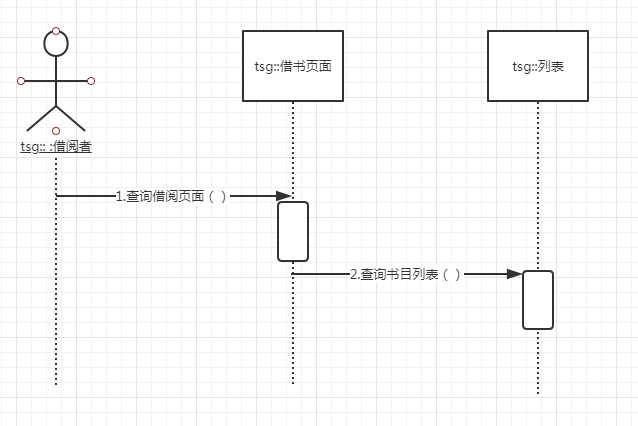 tsg::借书页面
tsg::列表
tsg:: :借阅者
1.查询借阅页面（ ）
2.查询书目列表（ ）